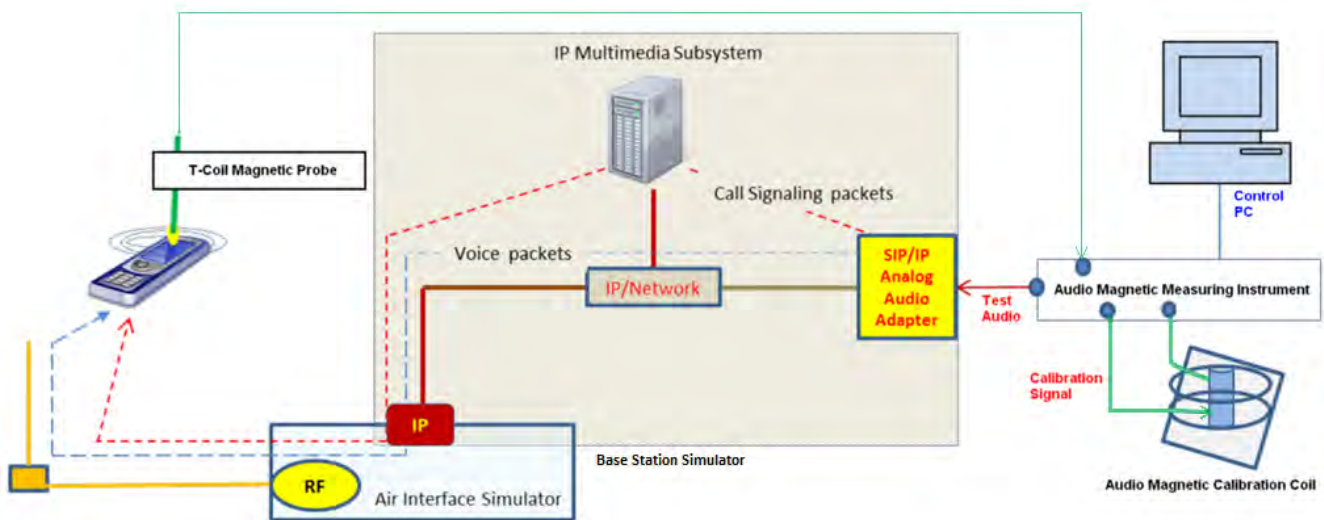 IP Multimedia Subsystem
T-Coil Magnetic Probe
Call Signaling packets
Control
PC
Voice packets
SIP/IP
Analog
Audio
Adapter
IP/Network
Test
Audio
Audio Magnetic Measuring Instrument
Calibration
Signal
IP
Base Station Simulator
RF
Air Interface Simulator
Audio Magnetic Calibration Coil